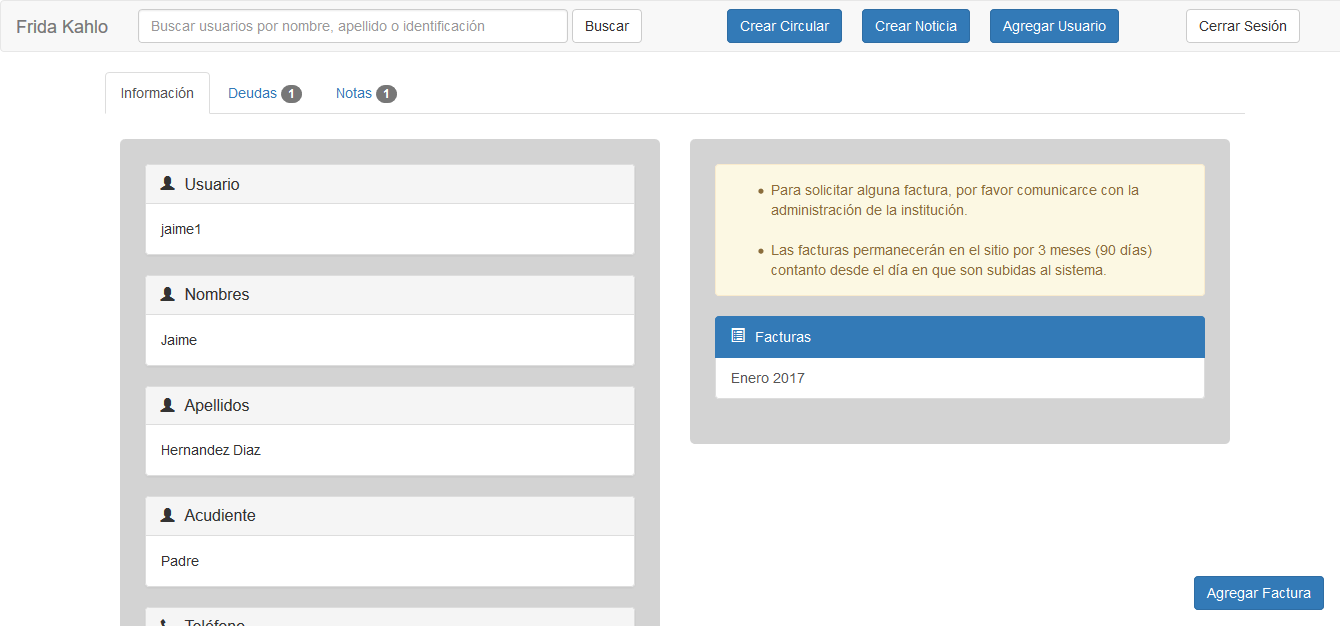 Frida Kahlo
Buscar usuarios por nombre, apellido o identificación
Buscar
Crear Circular
Crear Noticia
Agregar Usuario
Cerrar Sesión
Información
Deudas 1
Notas 1
Usuario
jaime1
Nombres
Jaime
Apellidos
Hernandez Diaz
Acudiente
Padre
Teléfono
• Para solicitar alguna factura, por favor comunicarce con la
administración de la institución.
• Las facturas permanecerán en el sitio por 3 meses (90 días)
contanto desde el día en que son subidas al sistema.
Facturas
Enero 2017
Agregar Factura